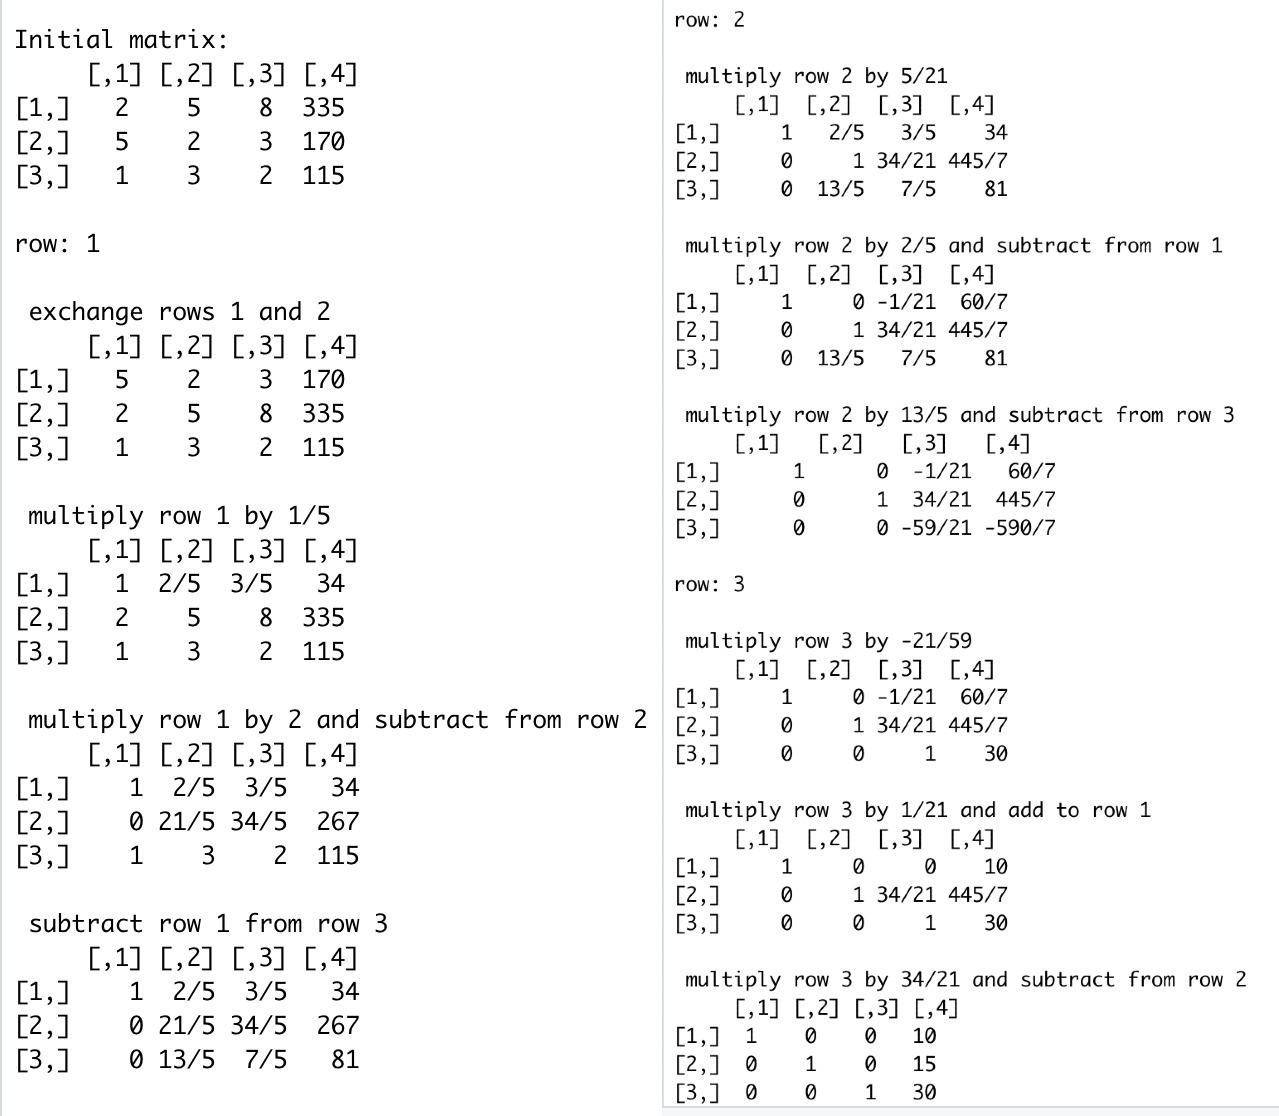 Initial matrix:
     [,1] [,2] [,3] [,4]
[1,]   2    5    8  335
[2,]   5    2    3  170
[3,]   1    3    2  115
row: 1
 exchange rows 1 and 2
     [,1] [,2] [,3] [,4]
[1,]   5    2    3  170
[2,]   2    5    8  335
[3,]   1    3    2  115
 multiply row 1 by 1/5
     [,1] [,2] [,3] [,4]
[1,]   1  2/5  3/5   34
[2,]   2    5    8  335
[3,]   1    3    2  115
 multiply row 1 by 2 and subtract from row 2
     [,1] [,2] [,3] [,4]
[1,]    1  2/5  3/5   34
[2,]    0 21/5 34/5  267
[3,]    1    3    2  115
 subtract row 1 from row 3
     [,1] [,2] [,3] [,4]
[1,]    1  2/5  3/5   34
[2,]    0 21/5 34/5  267
[3,]    0 13/5  7/5   81
row: 2
 multiply row 2 by 5/21
     [,1]  [,2]  [,3]  [,4]
[1,]     1   2/5   3/5    34
[2,]     0     1 34/21 445/7
[3,]     0  13/5   7/5    81
 multiply row 2 by 2/5 and subtract from row 1
     [,1]  [,2]  [,3]  [,4]
[1,]     1     0 -1/21  60/7
[2,]     0     1 34/21 445/7
[3,]     0  13/5   7/5    81
 multiply row 2 by 13/5 and subtract from row 3
     [,1]   [,2]   [,3]   [,4]
[1,]      1      0  -1/21   60/7
[2,]      0      1  34/21  445/7
[3,]      0      0 -59/21 -590/7
row: 3
 multiply row 3 by -21/59
     [,1]  [,2]  [,3]  [,4]
[1,]     1     0 -1/21  60/7
[2,]     0     1 34/21 445/7
[3,]     0     0     1    30
 multiply row 3 by 1/21 and add to row 1
     [,1]  [,2]  [,3]  [,4]
[1,]     1     0     0    10
[2,]     0     1 34/21 445/7
[3,]     0     0     1    30
 multiply row 3 by 34/21 and subtract from row 2
     [,1] [,2] [,3] [,4]
[1,]  1    0    0   10
[2,]  0    1    0   15
[3,]  0    0    1   30